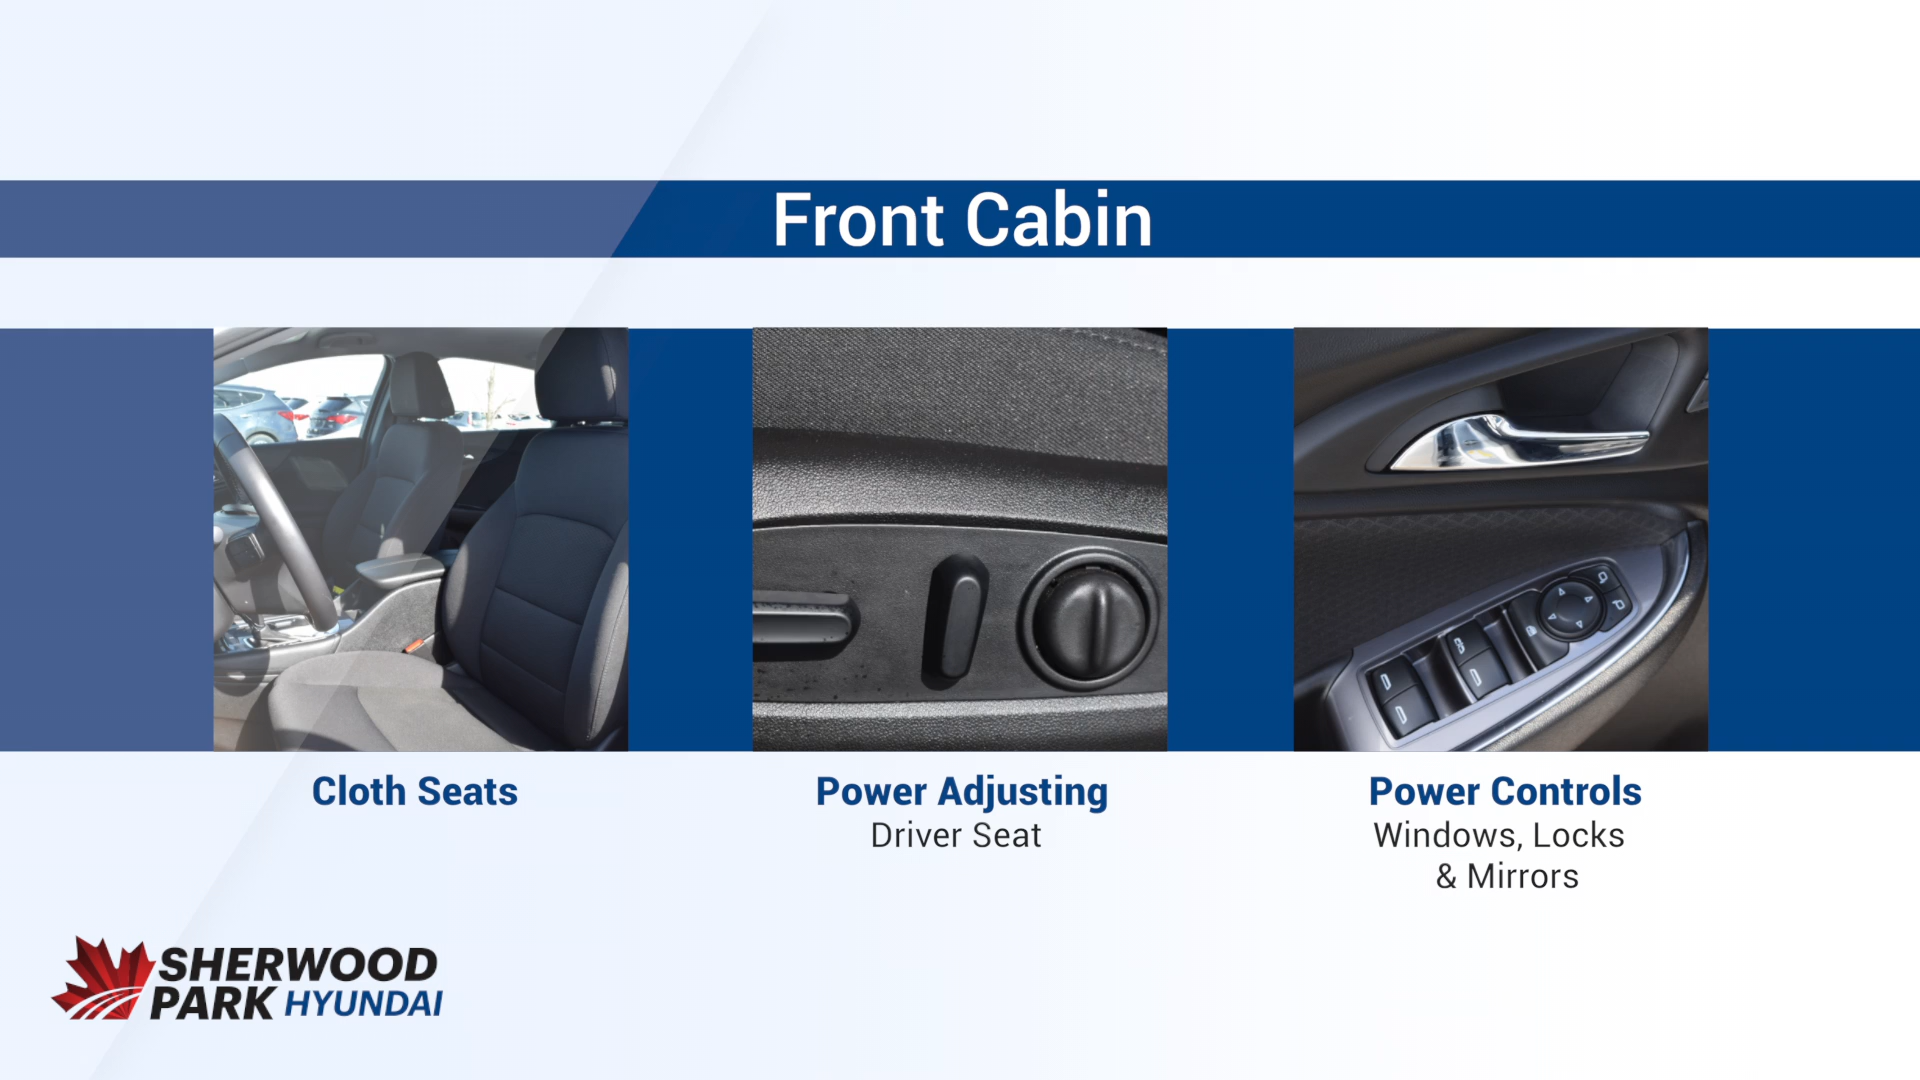 Front Cabin
Cloth Seats
Power Adjusting
Driver Seat
Power Controls
Windows, Locks
& Mirrors
SHERWOOD
PARK HYUNDAI